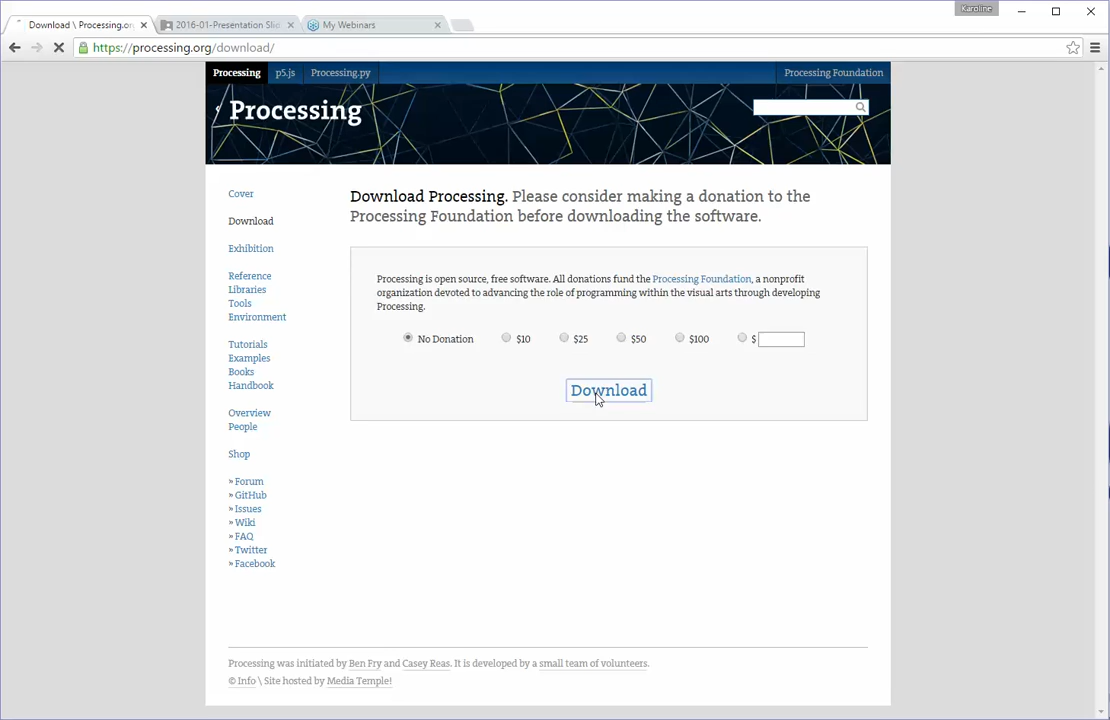 Karoline
Download \ Processing.or
2016-01-Presentation Slid
My Webinars
https://processing.org/download/
Processing p5.js Processing.py Processing Foundation
Processing
Cover
Download
Exhibition
Reference
Libraries
Tools
Environment
Tutorials
Examples
Books
Handbook
Overview
People
Shop
» Forum
» GitHub
» Issues
» Wiki
» FAQ
» Twitter
» Facebook
Download Processing. Please consider making a donation to the
Processing Foundation before downloading the software.
Processing is open source, free software. All donations fund the Processing Foundation, a nonprofit
organization devoted to advancing the role of programming within the visual arts through developing
Processing.
No Donation $10 $25 $50 $100 $
Download
Processing was initiated by Ben Fry and Casey Reas. It is developed by a small team of volunteers.
© Info \ Site hosted by Media Temple!